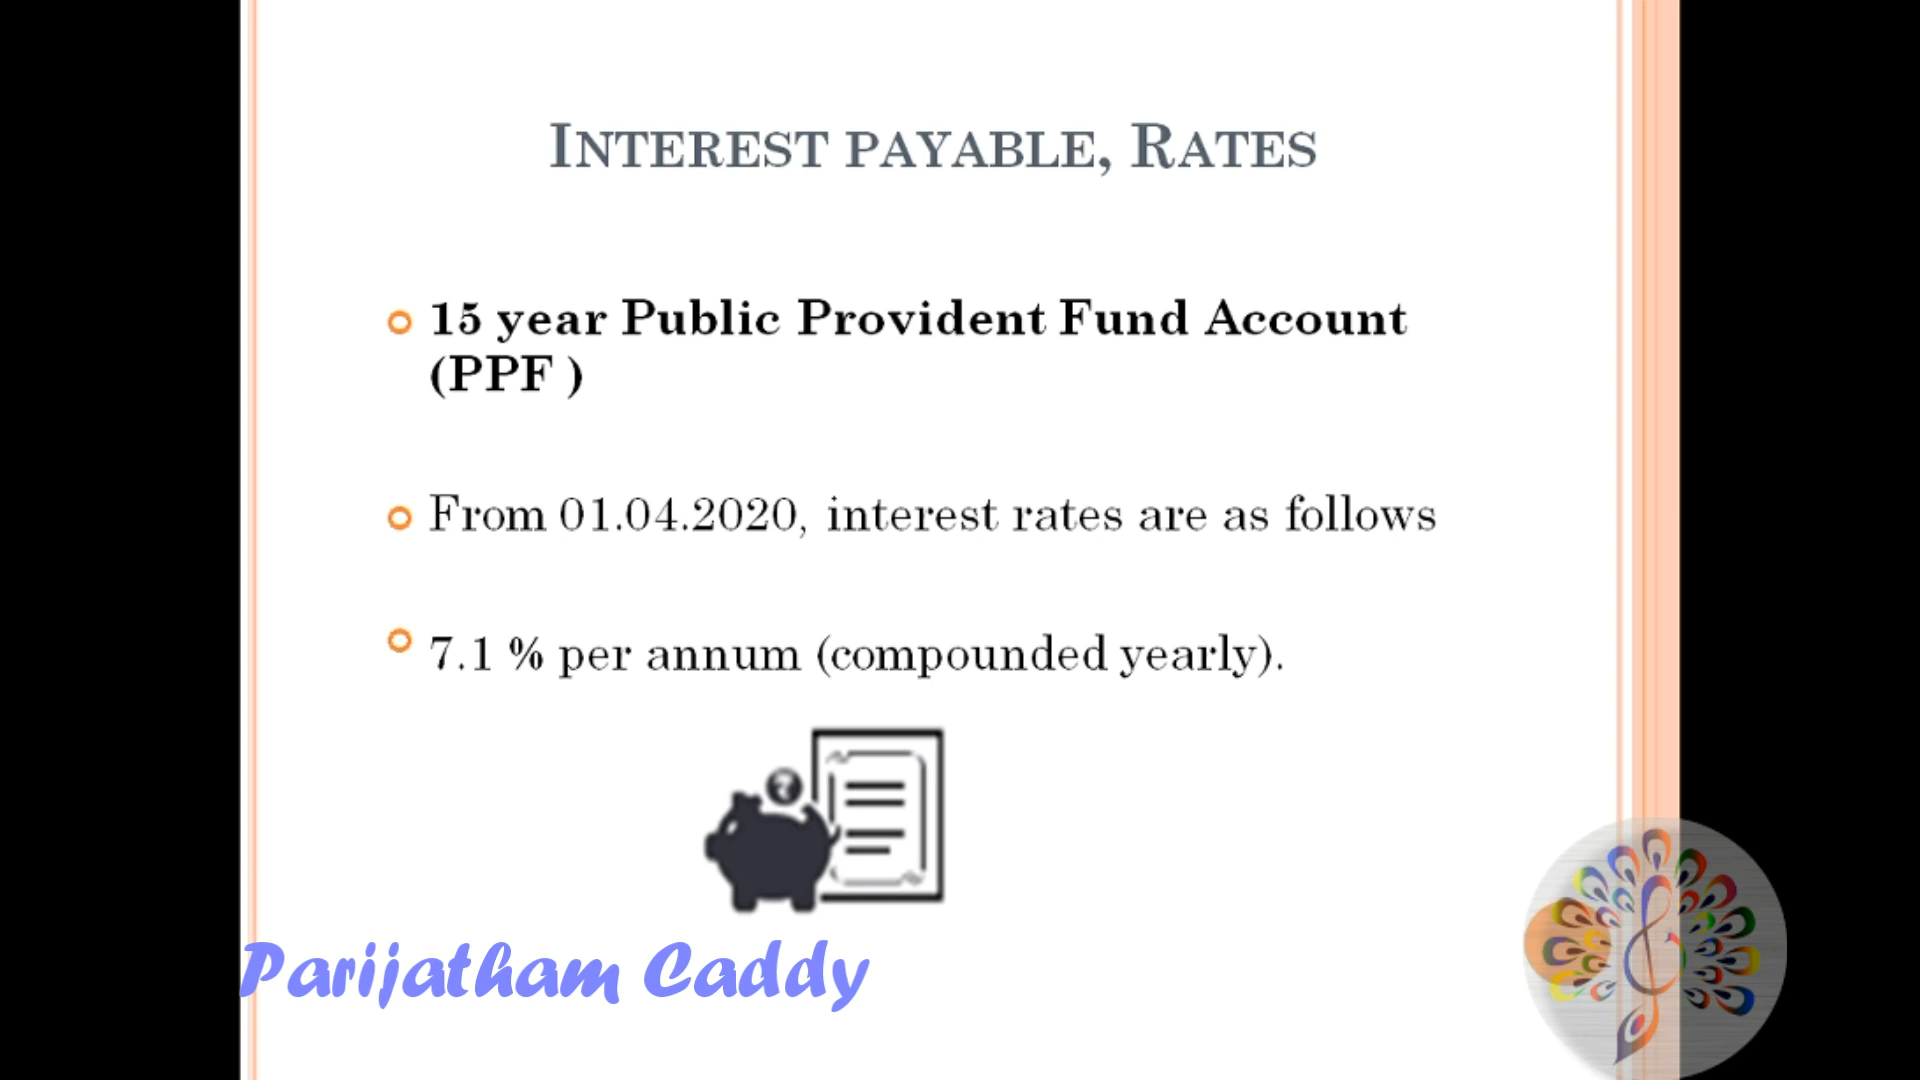 INTEREST PAYABLE, RATES
15 year Public Provident Fund Account
(PPF )
From 01.04.2020, interest rates are as follows
7.1 % per annum (compounded yearly).
Parijatham Caddy